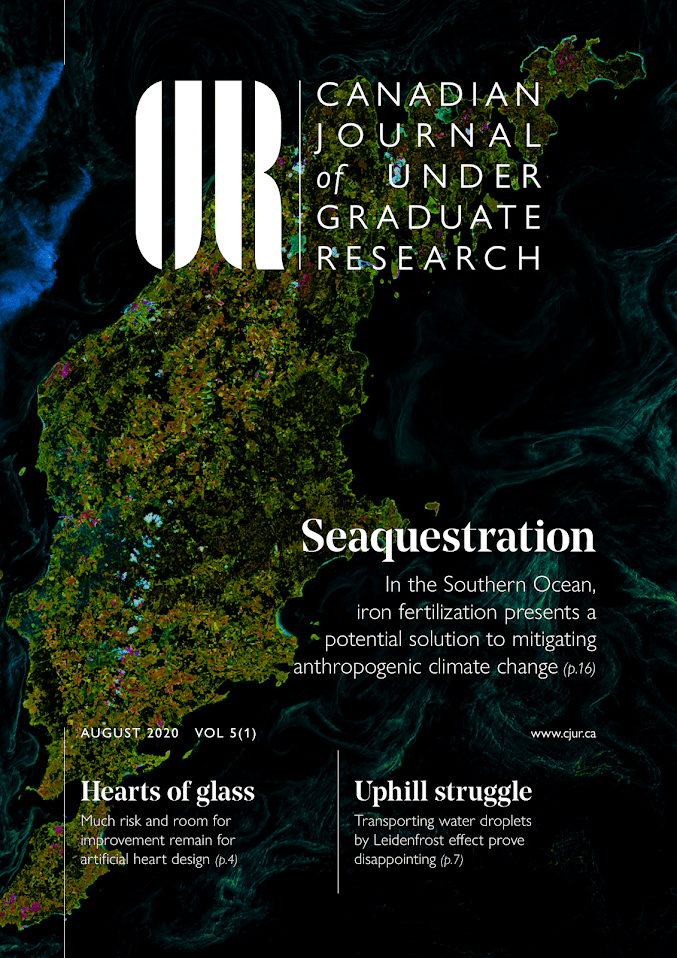 UR
CANADIAN
JOURNAL
of UNDER
GRADUATE
RESEARCH
Seaquestration
In the Southern Ocean,
iron fertilization presents a
potential solution to mitigating
anthropogenic climate change (p.16)
AUGUST 2020 VOL 5(1)
www.cjur.ca
Hearts of glass
Much risk and room for
improvement remain for
artificial heart design (p.4)
Uphill struggle
Transporting water droplets
by Leidenfrost effect prove
disappointing (p.7)